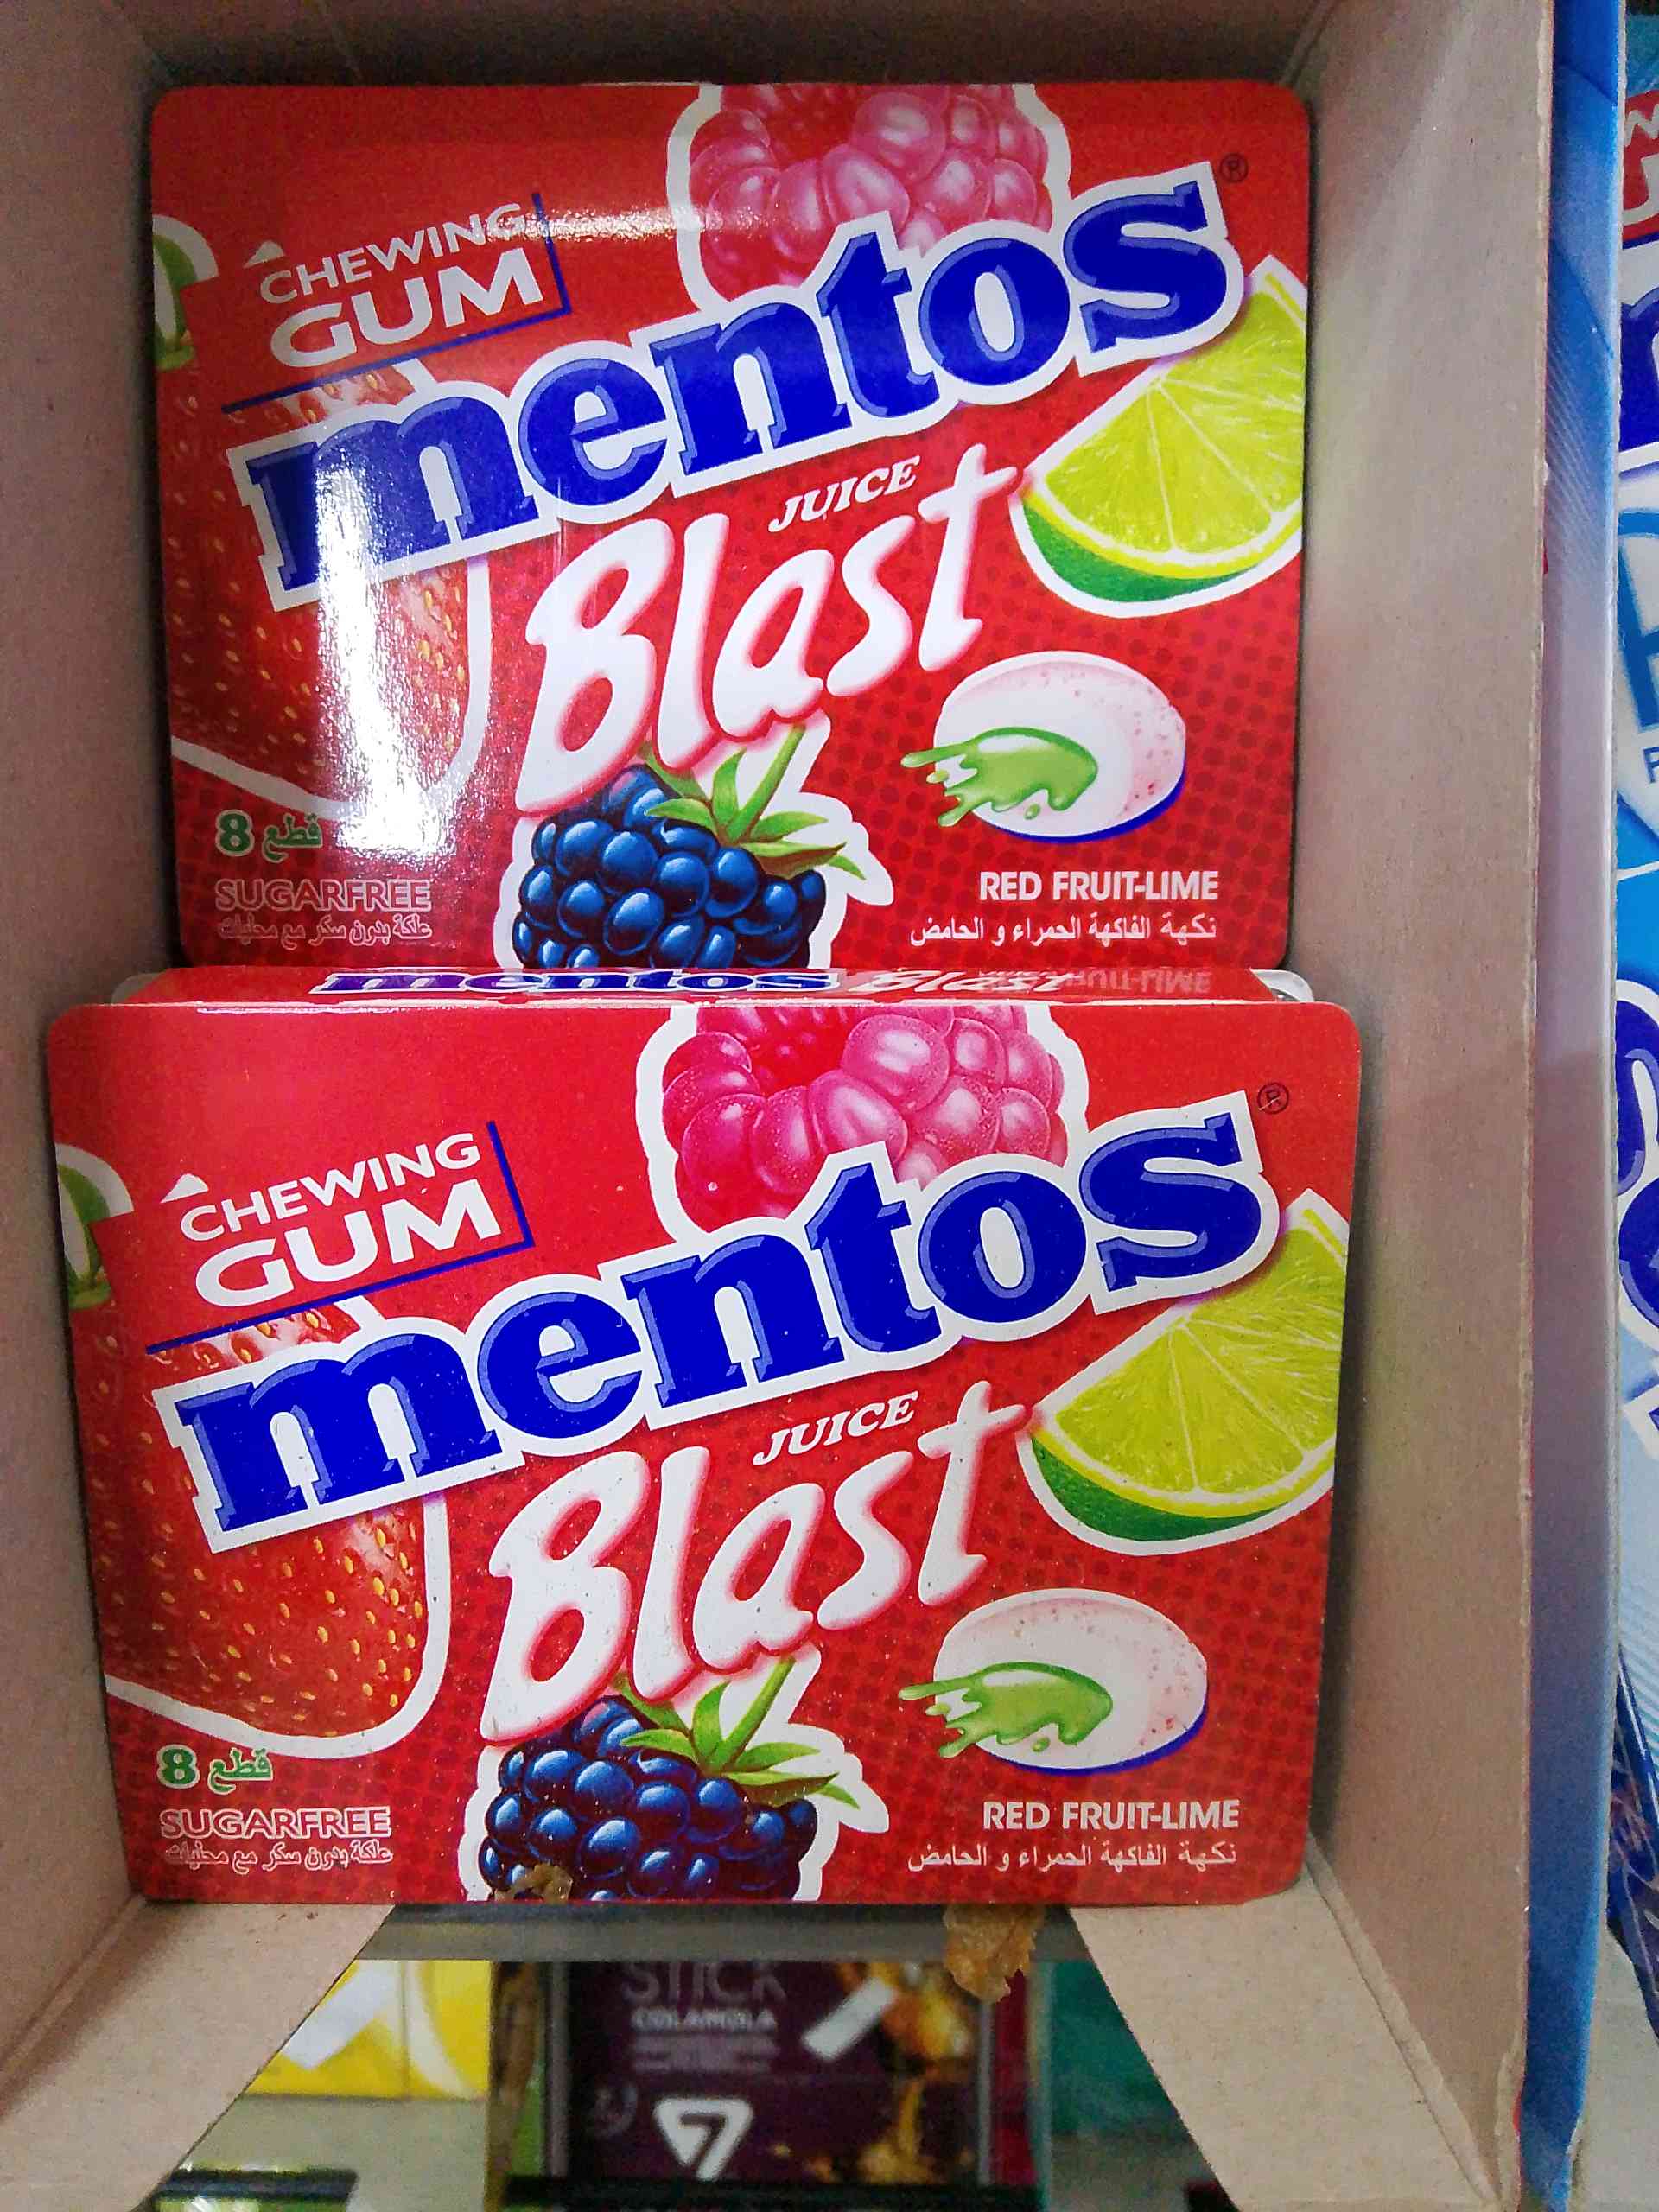 CHEWING
GUM
mentos®
JUICE
Blast
8 قطع
SUGARFREE
علكة بدون سكر مع محليات
RED FRUIT-LIME
نكهة الفاكهة الحمراء و الحامض
mentos Blast
CHEWING
GUM
mentos®
JUICE
Blast
8 قطع
SUGARFREE
علكة بدون سكر مع محليات
RED FRUIT-LIME
نكهة الفاكهة الحمراء و الحامض
STICK
7